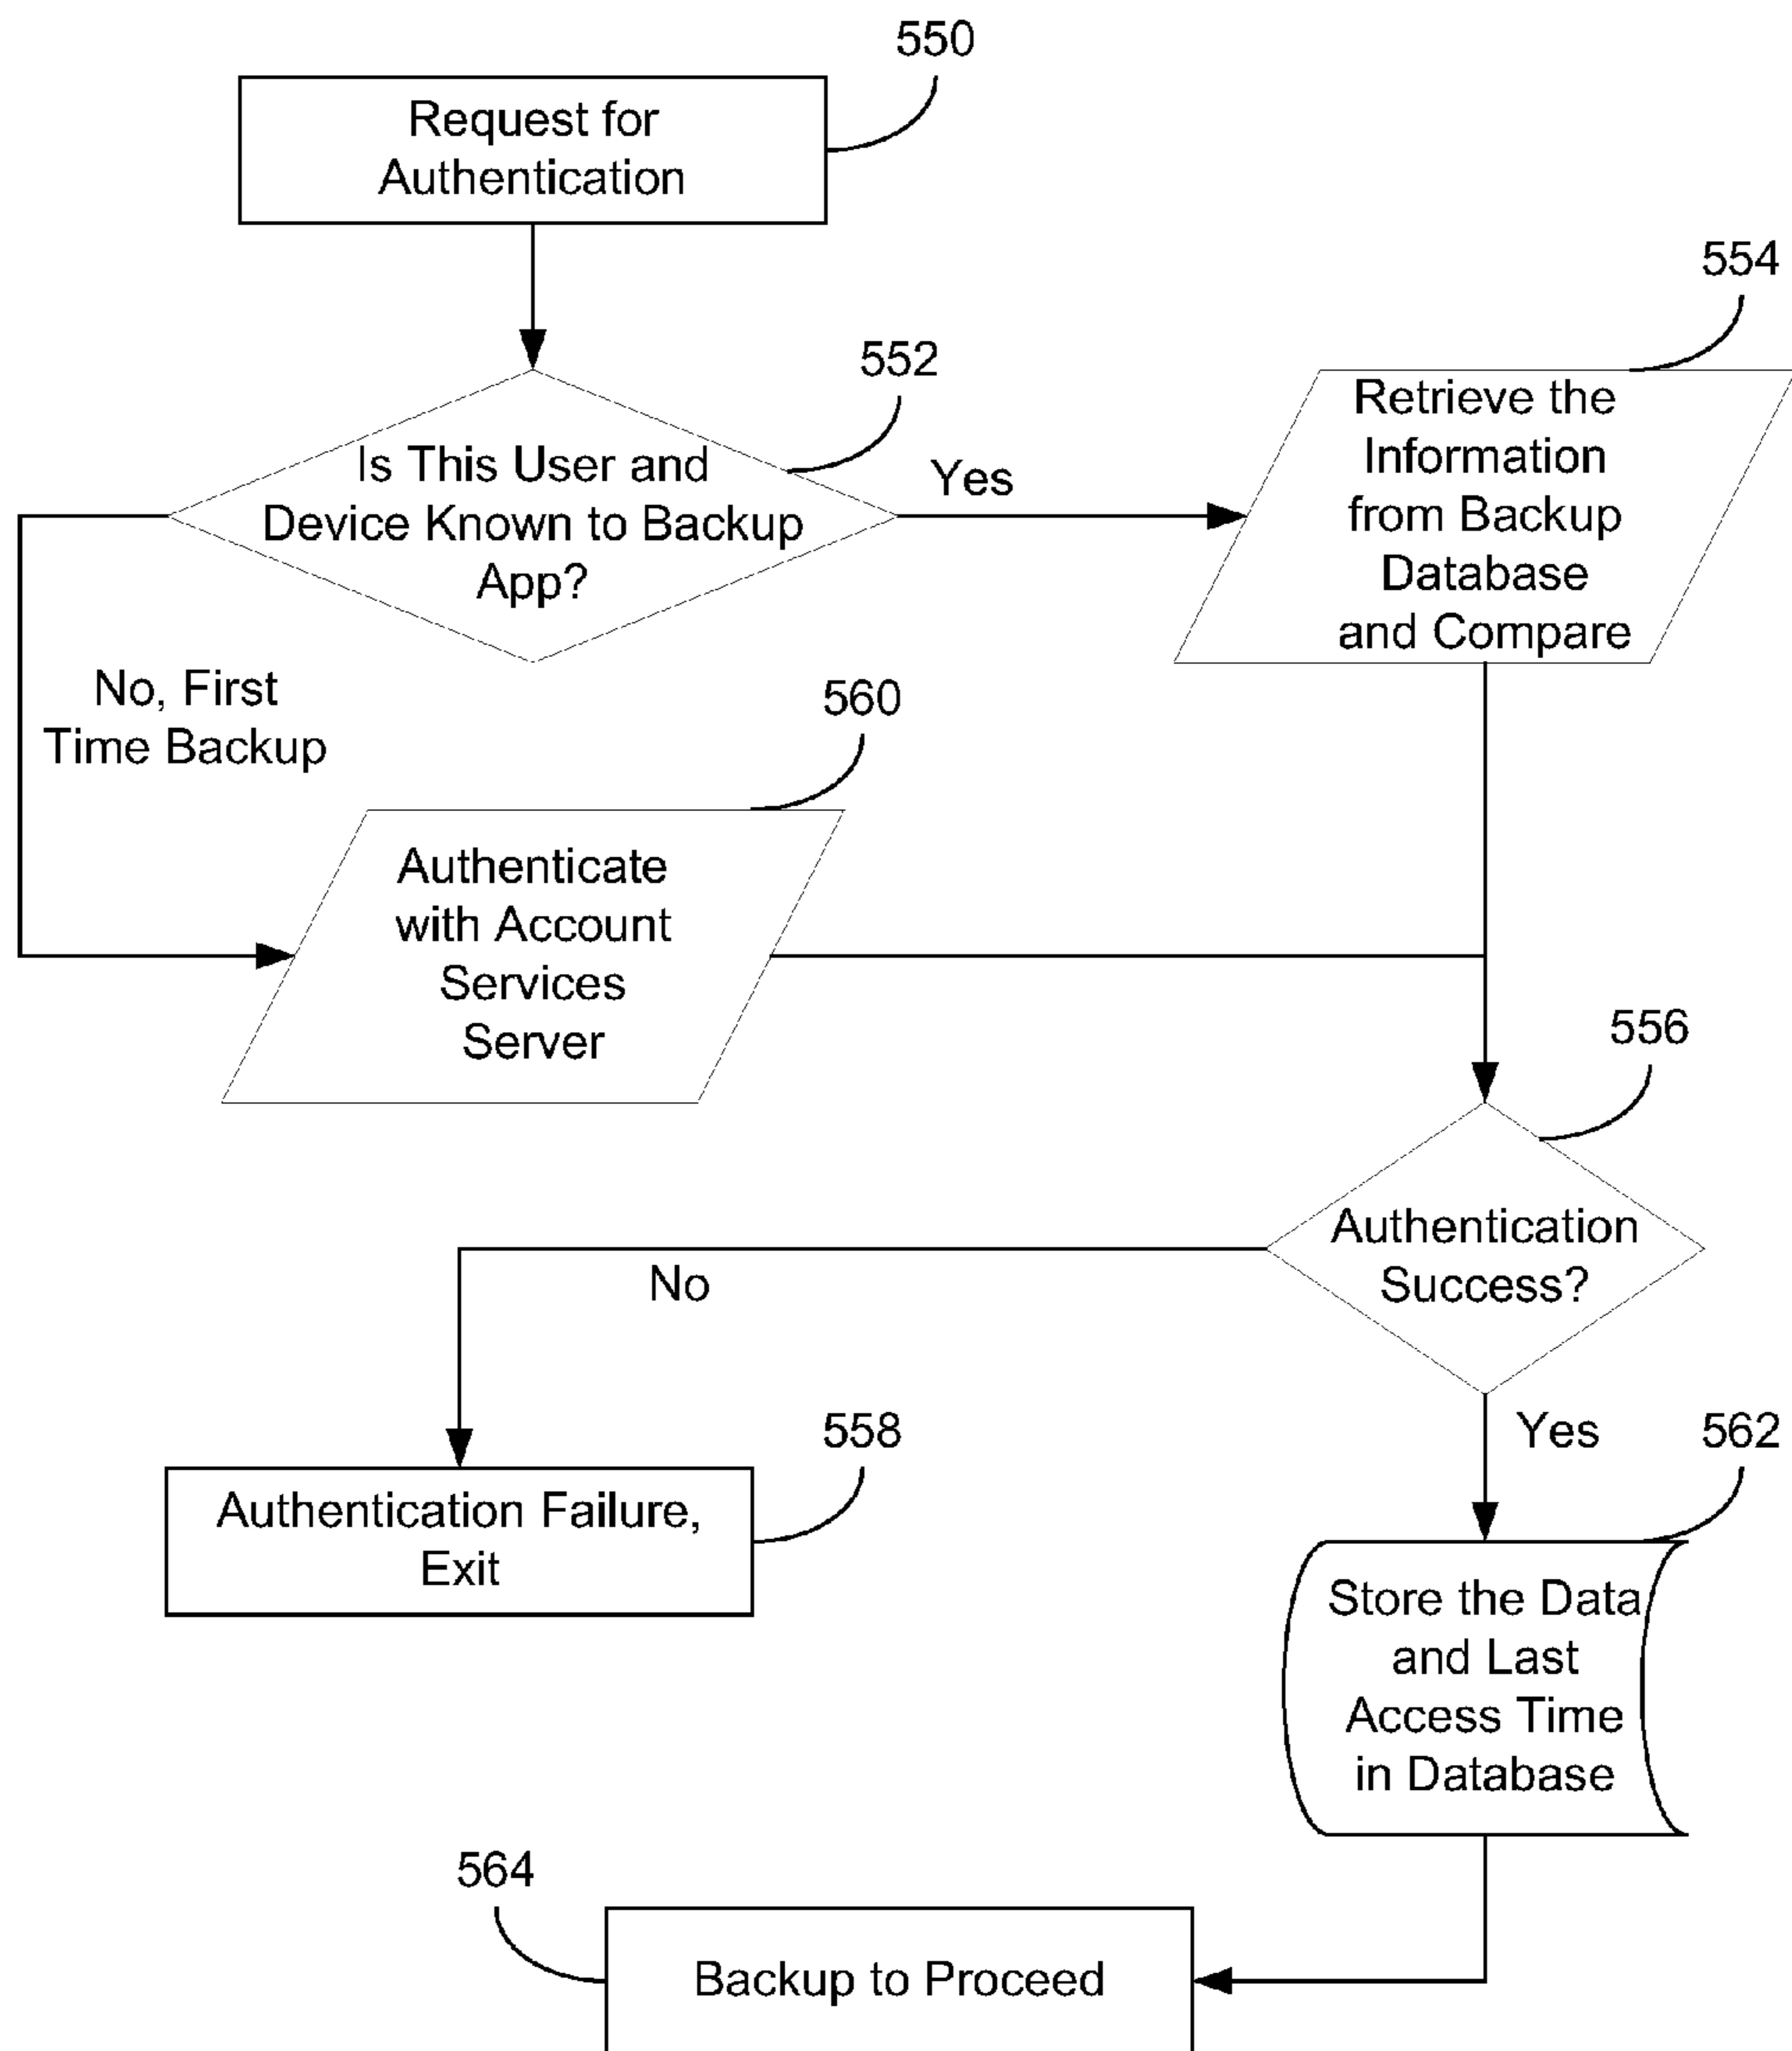 550
Request for
Authentication
554
552
Retrieve the
Information
from Backup
Database
and Compare
Is This User and
Device Known to Backup
App?
Yes
No, First
Time Backup
560
Authenticate
with Account
Services
Server
556
Authentication
Success?
No
Yes
558
562
Authentication Failure,
Exit
Store the Data
and Last
Access Time
in Database
564
Backup to Proceed